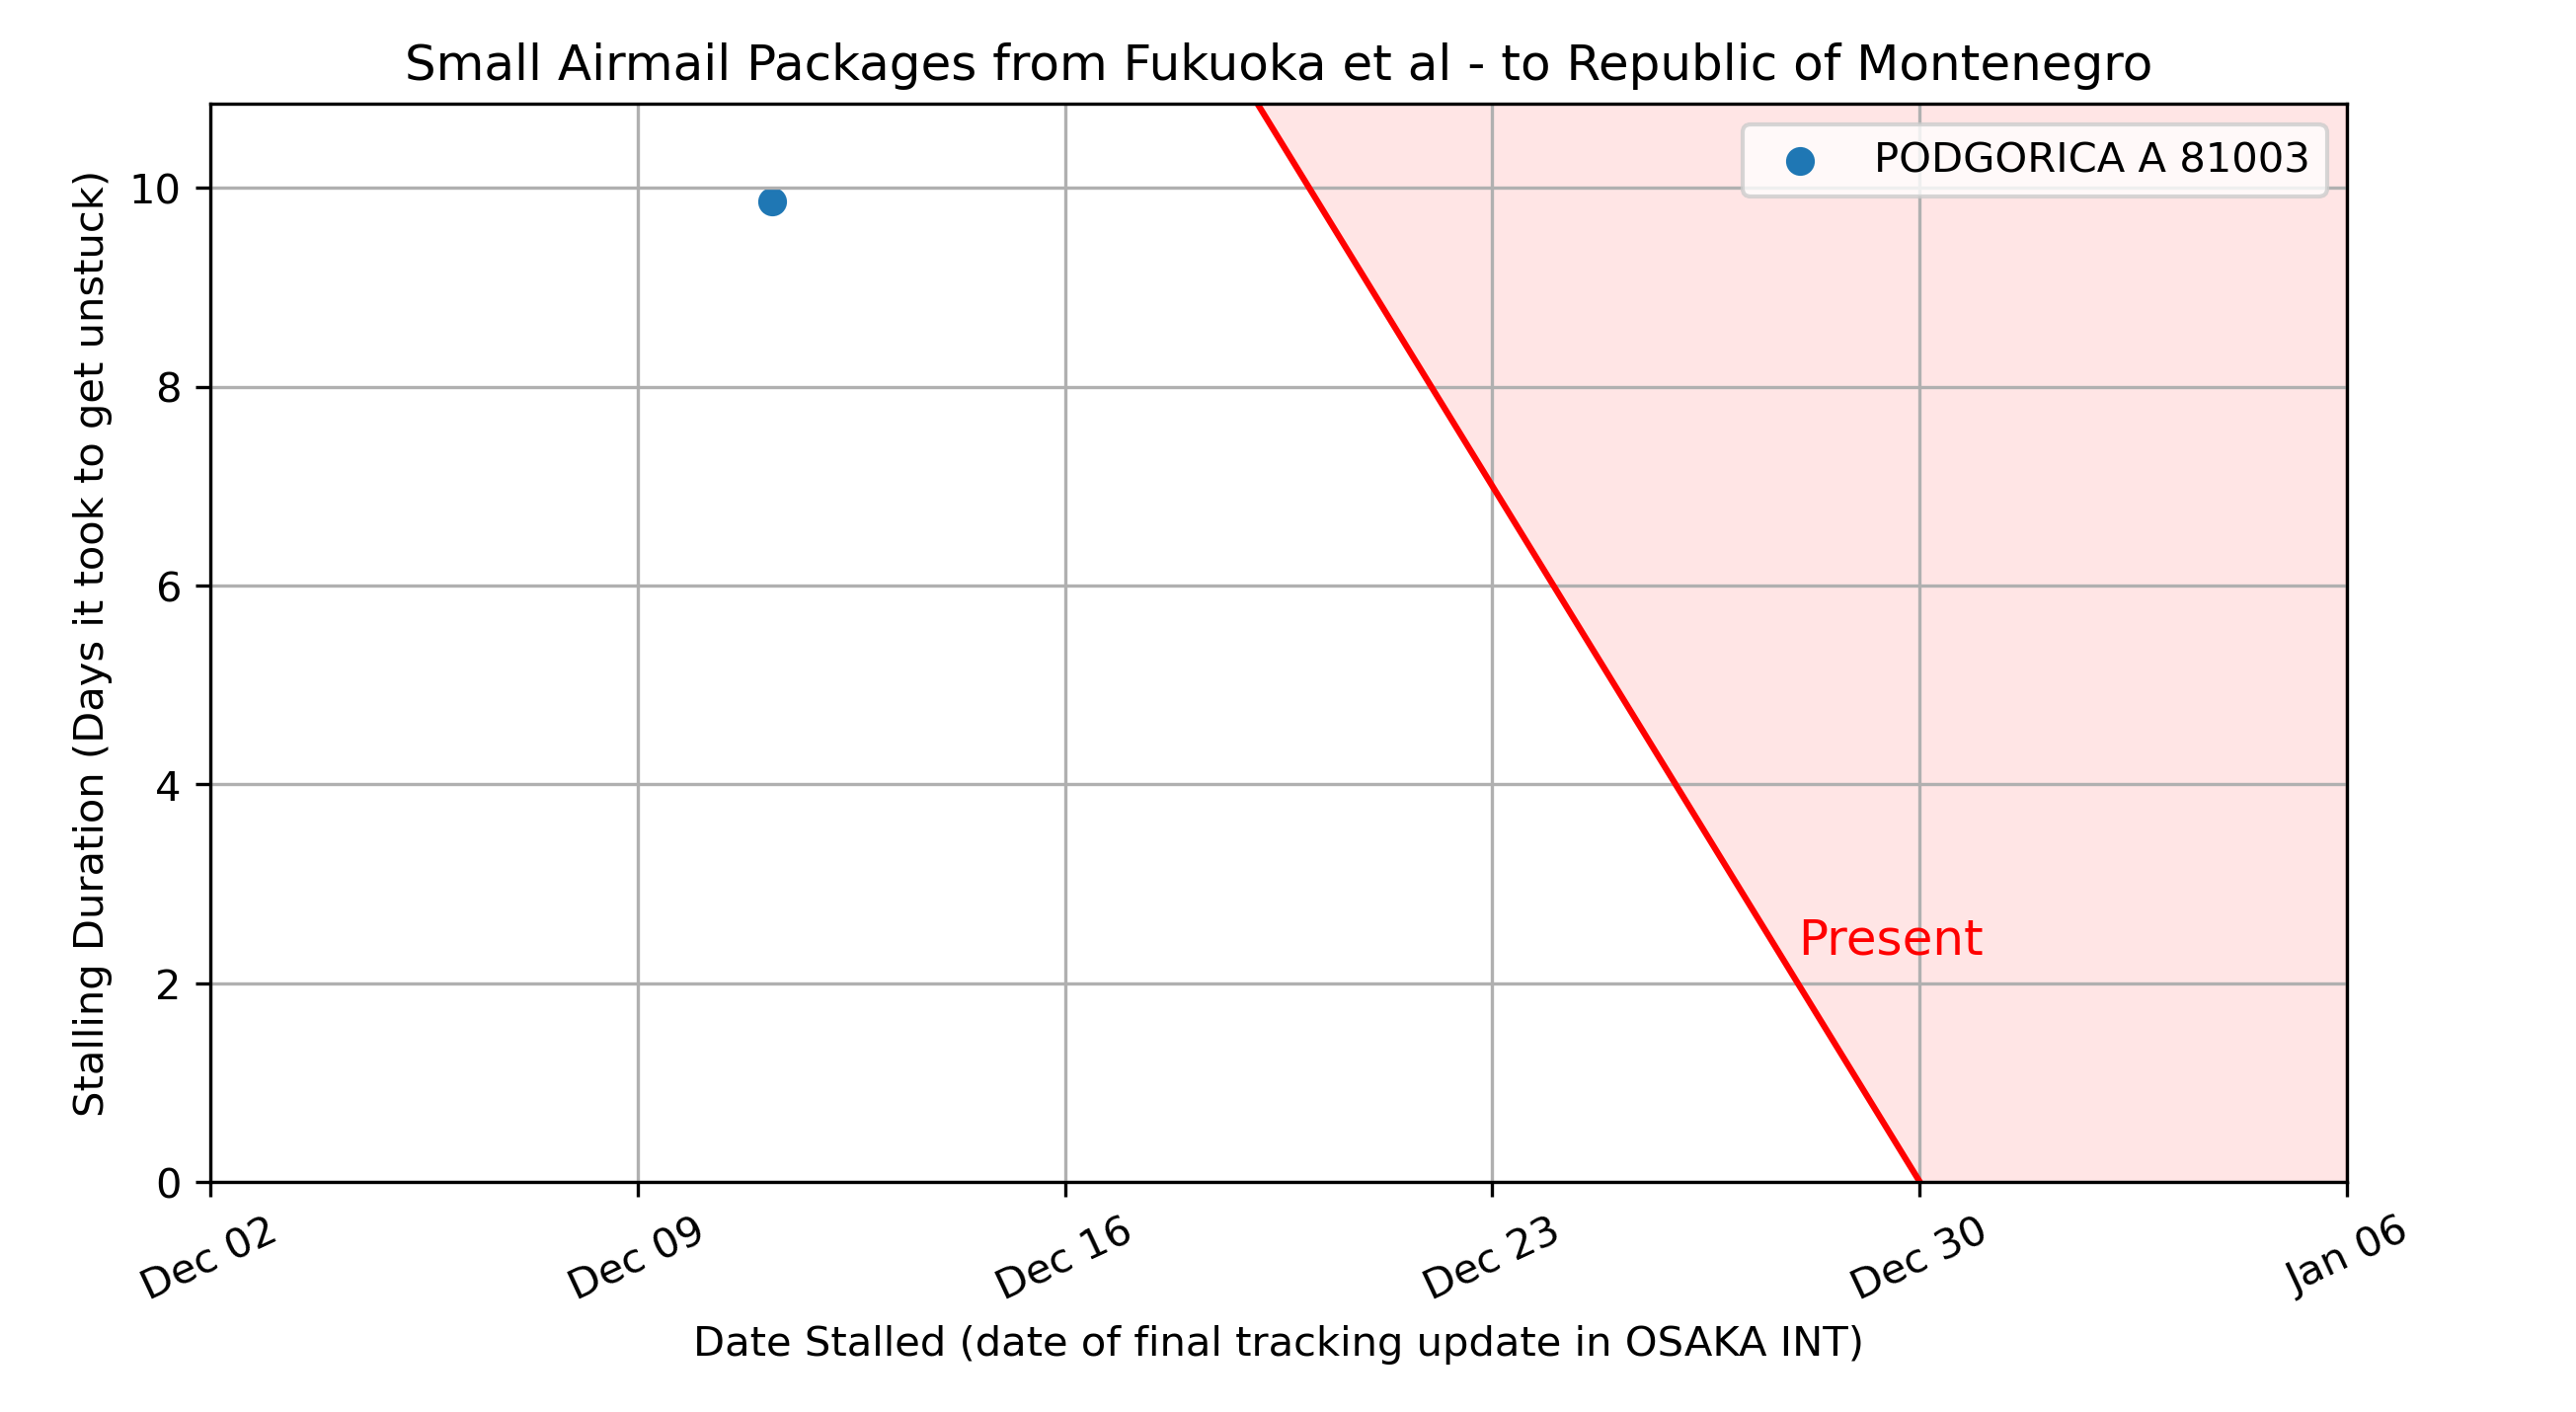 Small Airmail Packages from Fukuoka et al - to Republic of Montenegro
PODGORICA A 81003
Stalling Duration (Days it took to get unstuck)
10
8
6
4
2
0
Present
Dec 02
Dec 09
Dec 16
Dec 23
Dec 30
Jan 06
Date Stalled (date of final tracking update in OSAKA INT)